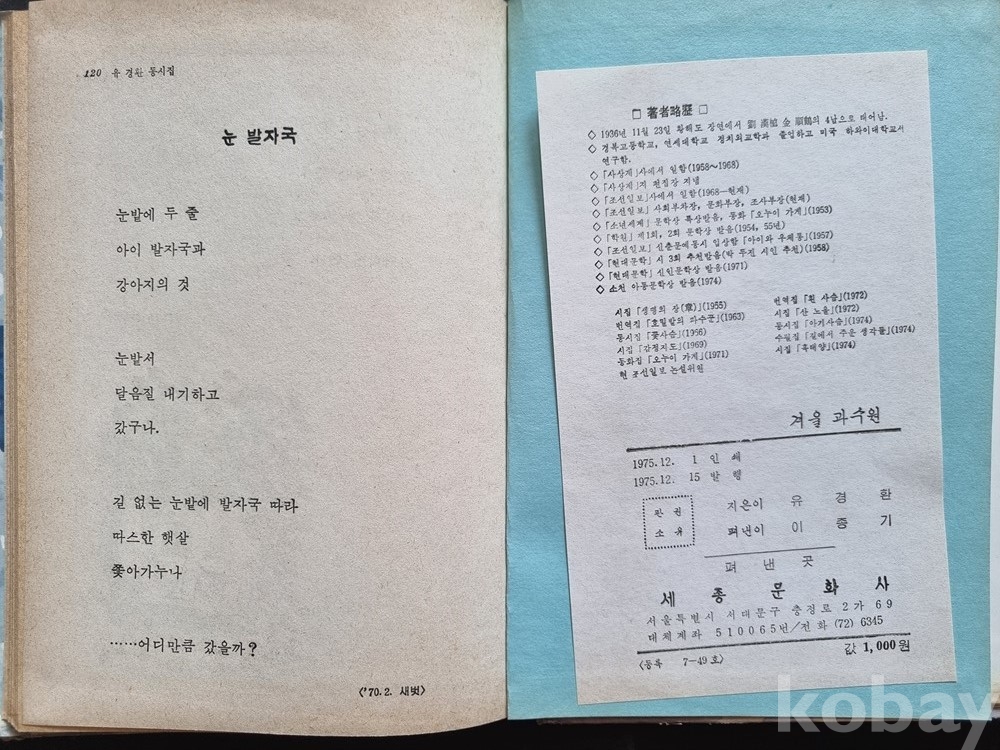 120 유 경환 동시집
눈 발자국
눈밭에 두 줄
아이 발자국과
강아지의 것
눈밭서
달음질 내기하고
갔구나.
길 없는 눈밭에 발자국 따라
따스한 햇살
쫓아가누나
……어디만큼 갔을까?
〈'70. 2. 새벗〉
□ 著者略歷 □
◇ 1936년 11월 23일 황해도 장연에서 劉 漢 金 의 4남으로 태어남.
◇ 경복고등학교, 연세대학교 정치외교학과 졸업하고 미국 하와이대학교서
연구함.
◇「사상계」사에서 일함(1958～1968)
◇「사상계」지 편집장 지냄
◇「조선일보」사에서 일함(1968—현재)
◇「조선일보」사회부차장, 문화부장, 조사부장(현재)
◇「소년세계」문학상 특상받음, 동화「오누이 가게」(1953)
◇「학원」제1회, 2회 문학상 받음(1954, 55년)
◇「조선일보」신춘문예동시 입상함「아이와 우체통」(1957)
◇「현대문학」시 3회 추천받음(박 두진 시인 추천)(1958)
◇「현대문학」신인문학상 받음(1971)
◇ 소천 아동문학상 받음(1974)
시집「생명의 장(章)」(1955)
번역집「호밀밭의 파수꾼」(1963)
동시집「꽃사슴」(1966)
시집「감정지도」(1969)
동화집「오누이 가게」(1971)
현 조선일보 논설위원
번역집「흰 사슴」(1972)
시집「산 노을」(1972)
동시집「아기사슴」(1974)
수필집「길에서 주운 생각들」(1974)
시집「흑태양」(1974)
겨울 과수원
1975.12. 1 인 쇄
1975.12. 15 발 행
판 권
소 유
지은이 유 경 환
펴낸이 이 종 기
펴 낸 곳
세 종 문 화 사
서울특별시 서대문구 충정로 2가 69
대체계좌 510065번/전화 (72) 6345
값 1,000원
〈등록 7—49호〉
kobay